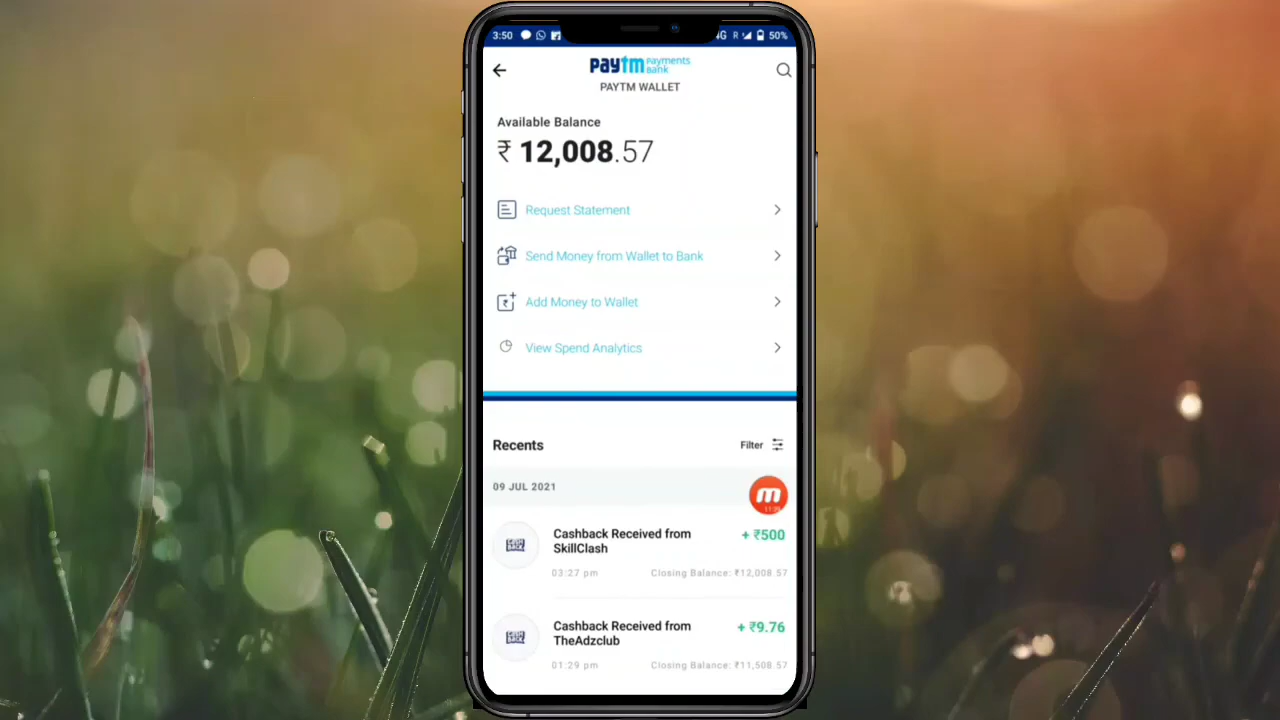 3:50
4G R 50%
paytm Payments Bank
PAYTM WALLET
Available Balance
₹ 12,008.57
Request Statement
Send Money from Wallet to Bank
Add Money to Wallet
View Spend Analytics
Recents
Filter
09 JUL 2021
m
Cashback Received from
SkillClash
+ ₹500
03:27 pm
Closing Balance: ₹12,008.57
Cashback Received from
TheAdzclub
+ ₹9.76
01:29 pm
Closing Balance: ₹11,508.57